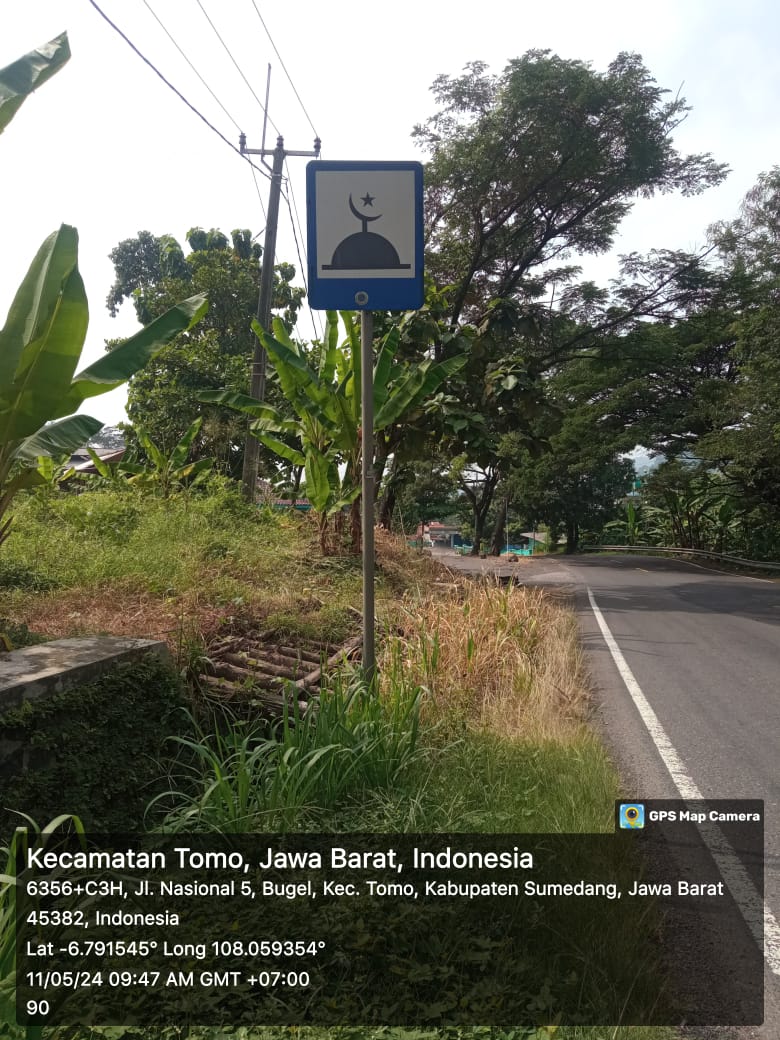 GPS Map Camera
Kecamatan Tomo, Jawa Barat, Indonesia
6356+C3H, Jl. Nasional 5, Bugel, Kec. Tomo, Kabupaten Sumedang, Jawa Barat
45382, Indonesia
Lat -6.791545° Long 108.059354°
11/05/24 09:47 AM GMT +07:00
90